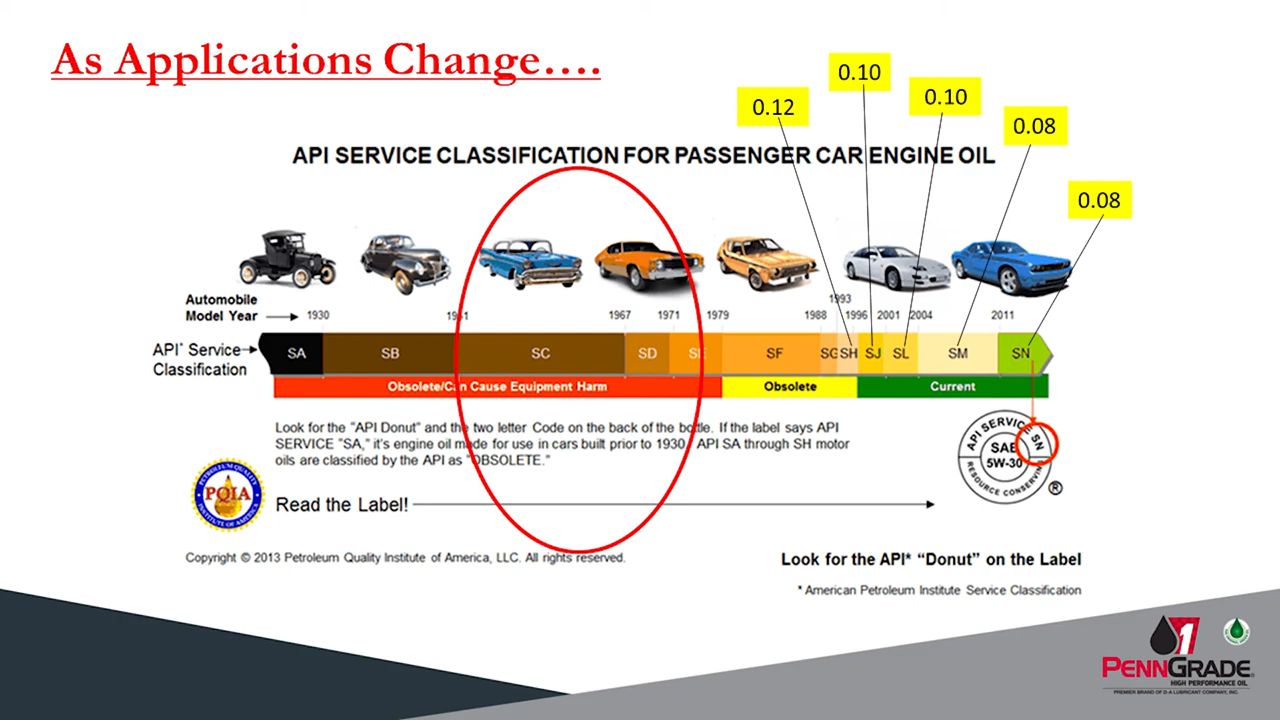 As Applications Change….
0.12
0.10
0.10
0.08
0.08
API SERVICE CLASSIFICATION FOR PASSENGER CAR ENGINE OIL
Automobile
Model Year
1930
1967
1971
1979
1988
1993
1996
2001
2004
2011
API* Service
Classification
SA
SB
SC
SD
SE
SF
SG
SH
SJ
SL
SM
SN
Obsolete/Can Cause Equipment Harm
Obsolete
Current
Look for the "API Donut" and the two letter Code on the back of the bottle. If the label says API
SERVICE "SA," it's engine oil made for use in cars built prior to 1930. API SA through SH motor
oils are classified by the API as "OBSOLETE."
PQIA
PETROLEUM QUALITY
INSTITUTE OF AMERICA
Read the Label!
API SERVICE SN
SAE
5W-30
RESOURCE CONSERVING
®
Copyright © 2013 Petroleum Quality Institute of America, LLC. All rights reserved.
Look for the API* “Donut” on the Label
* American Petroleum Institute Service Classification
1
PENNGRADE
HIGH PERFORMANCE OIL
PREMIER BRAND OF D-A LUBRICANT COMPANY, INC.